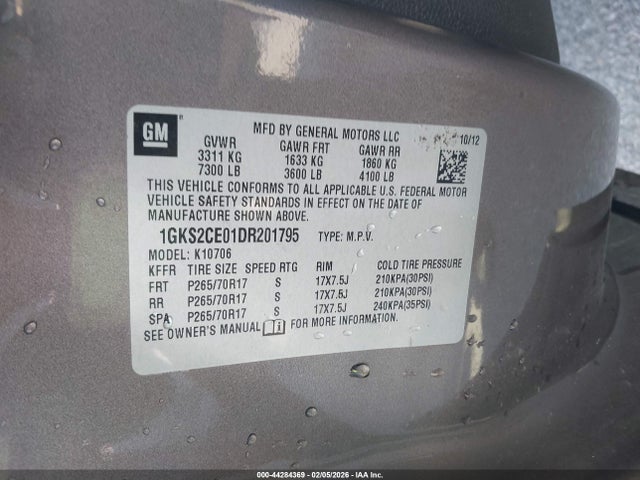 GM
MFD BY GENERAL MOTORS LLC 10/12
GVWR GAWR FRT GAWR RR
3311 KG 1633 KG 1860 KG
7300 LB 3600 LB 4100 LB
THIS VEHICLE CONFORMS TO ALL APPLICABLE U.S. FEDERAL MOTOR
VEHICLE SAFETY STANDARDS IN EFFECT ON THE DATE OF
MANUFACTURE SHOWN ABOVE.
1GKS2CE01DR201795 TYPE: M.P.V.
MODEL: K10706
KFFR TIRE SIZE SPEED RTG RIM COLD TIRE PRESSURE
FRT P265/70R17 S 17X7.5J 210KPA(30PSI)
RR P265/70R17 S 17X7.5J 210KPA(30PSI)
SPA P265/70R17 S 17X7.5J 240KPA(35PSI)
SEE OWNER'S MANUAL FOR MORE INFORMATION.
000-44284369 - 02/05/2026 - IAA, Inc.